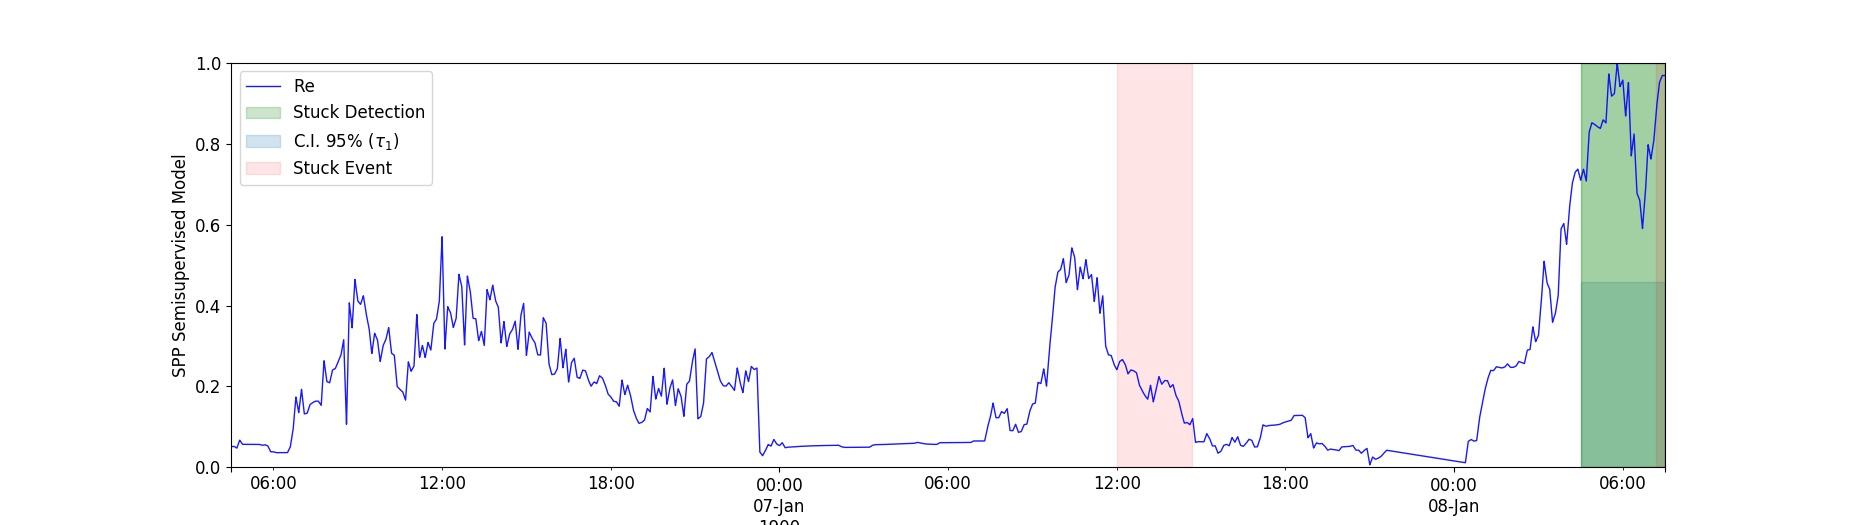 SPP Semisupervised Model
1.0
0.8
0.6
0.4
0.2
0.0
Re
Stuck Detection
C.I. 95% (τ₁)
Stuck Event
06:00 12:00 18:00 00:00 06:00 12:00 18:00 00:00 06:00
07-Jan 08-Jan
1900